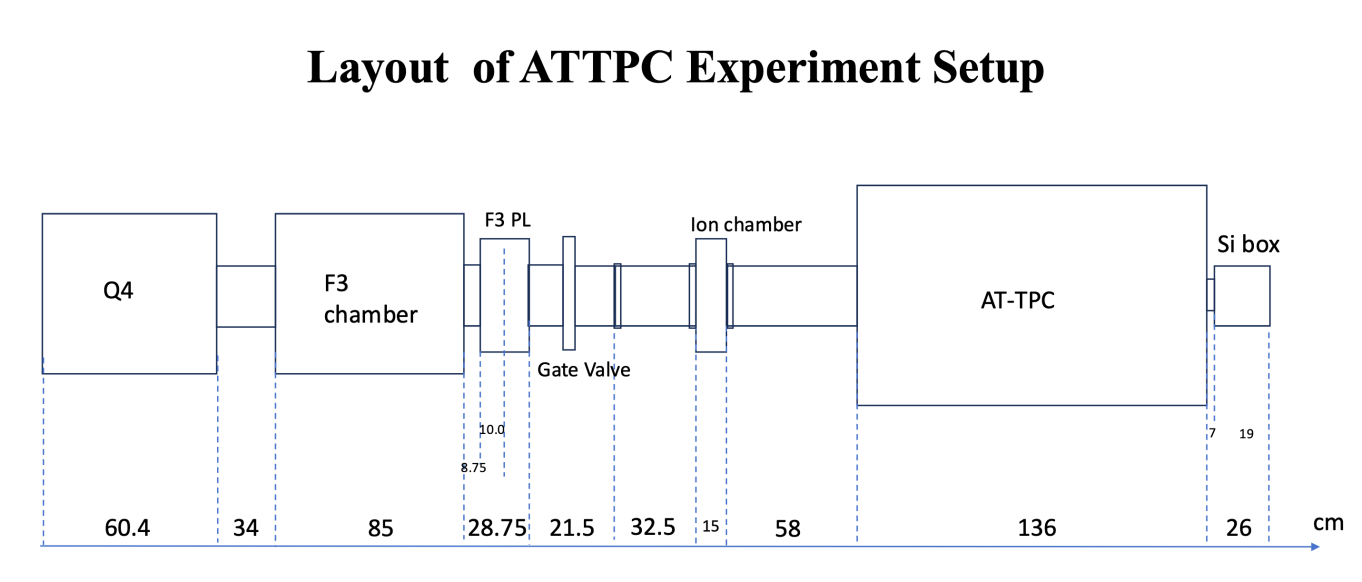 Layout of ATTPC Experiment Setup
F3 PL
Ion chamber
Si box
Q4
F3
chamber
AT-TPC
Gate Valve
10.0
7
19
8.75
60.4
34
85
28.75
21.5
32.5
15
58
136
26
cm